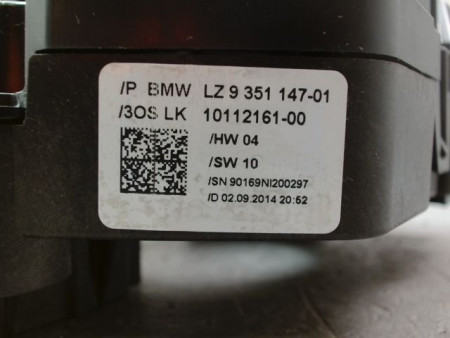 /P BMW LZ 9 351 147-01
/3OS LK 10112161-00
/HW 04
/SW 10
/SN 90169NI200297
/D 02.09.2014 20:52